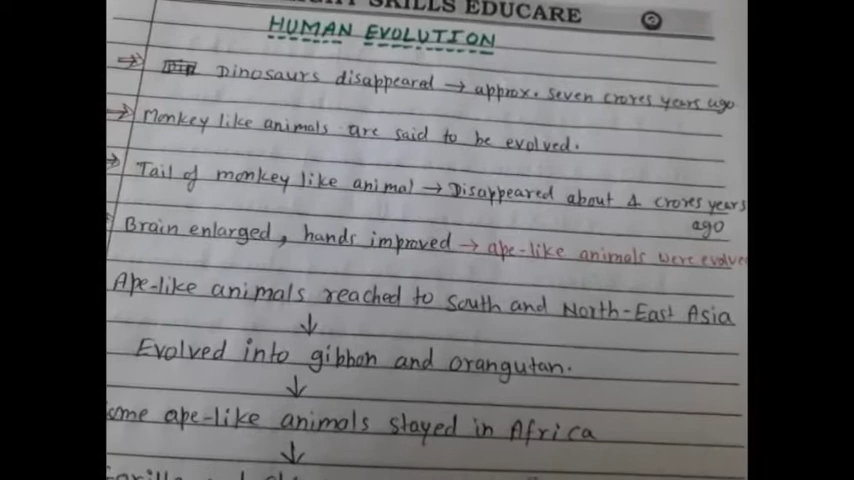 SKILLS EDUCARE
HUMAN EVOLUTION
→ Dinosaurs disappeared → approx. seven crores years ago
→ Monkey like animals are said to be evolved.
→ Tail of monkey like animal → Disappeared about 4 crores years
ago
Brain enlarged, hands improved → ape-like animals were evolve
Ape-like animals reached to south and North-East Asia
↓
Evolved into gibbon and orangutan.
↓
ome ape-like animals stayed in Africa
↓